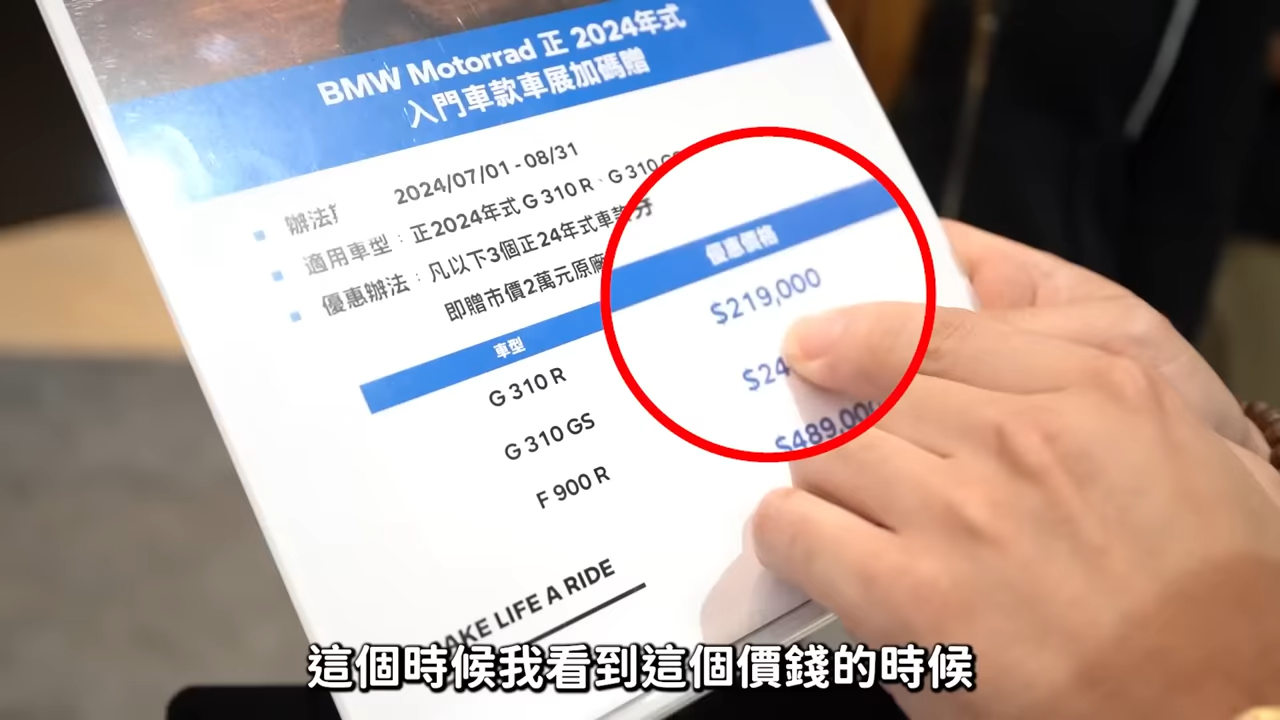 BMW Motorrad 正 2024年式
入門車款車展加碼贈
辦法 2024/07/01 - 08/31
適用車型：正2024年式 G 310 R、G 310
優惠辦法：凡以下3個正24年式車款
即贈市價2萬元原廠
車型 優惠價格
G 310 R $219,000
G 310 GS $24
F 900 R $489,000
MAKE LIFE A RIDE
這個時候我看到這個價錢的時候